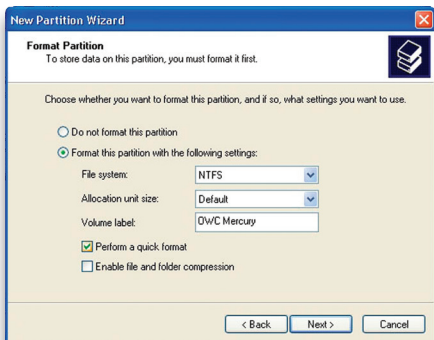 New Partition Wizard
Format Partition
To store data on this partition, you must format it first.
Choose whether you want to format this partition, and if so, what settings you want to use.
Do not format this partition
Format this partition with the following settings:
File system: NTFS
Allocation unit size: Default
Volume label: OWC Mercury
Perform a quick format
Enable file and folder compression
< Back Next > Cancel